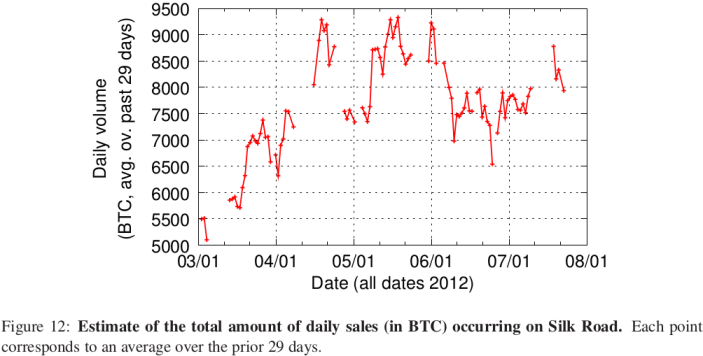 9500
9000
8500
8000
7500
7000
6500
6000
5500
5000
Daily volume
(BTC, avg. ov. past 29 days)
03/01 04/01 05/01 06/01 07/01 08/01
Date (all dates 2012)
Figure 12: Estimate of the total amount of daily sales (in BTC) occurring on Silk Road. Each point
corresponds to an average over the prior 29 days.